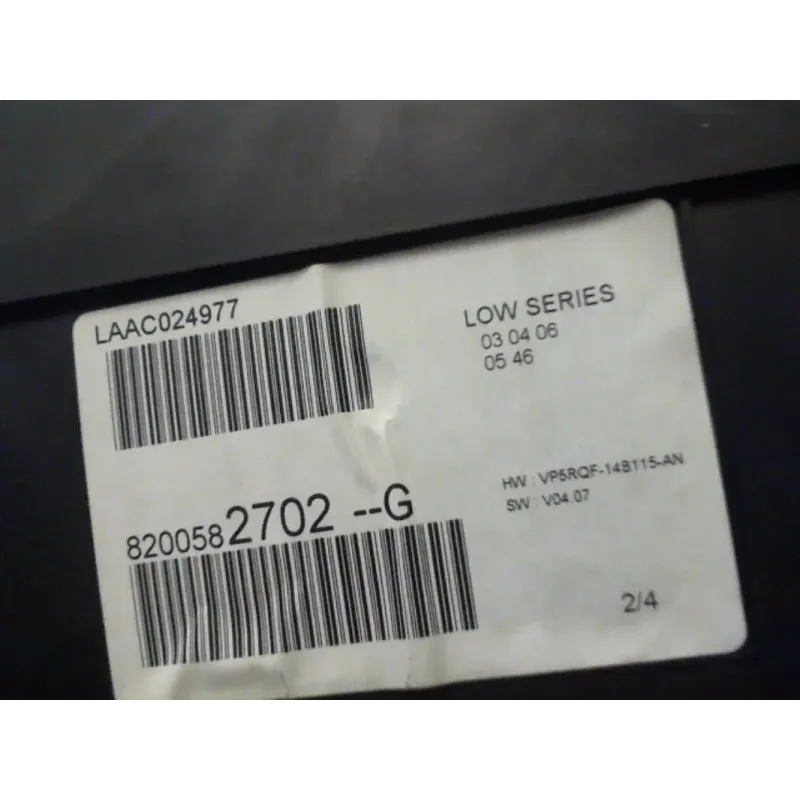 LAAC024977
LOW SERIES
03 04 06
05 46
8200582702 --G
HW : VP5RQF-14B115-AN
SW : V04.07
2/4